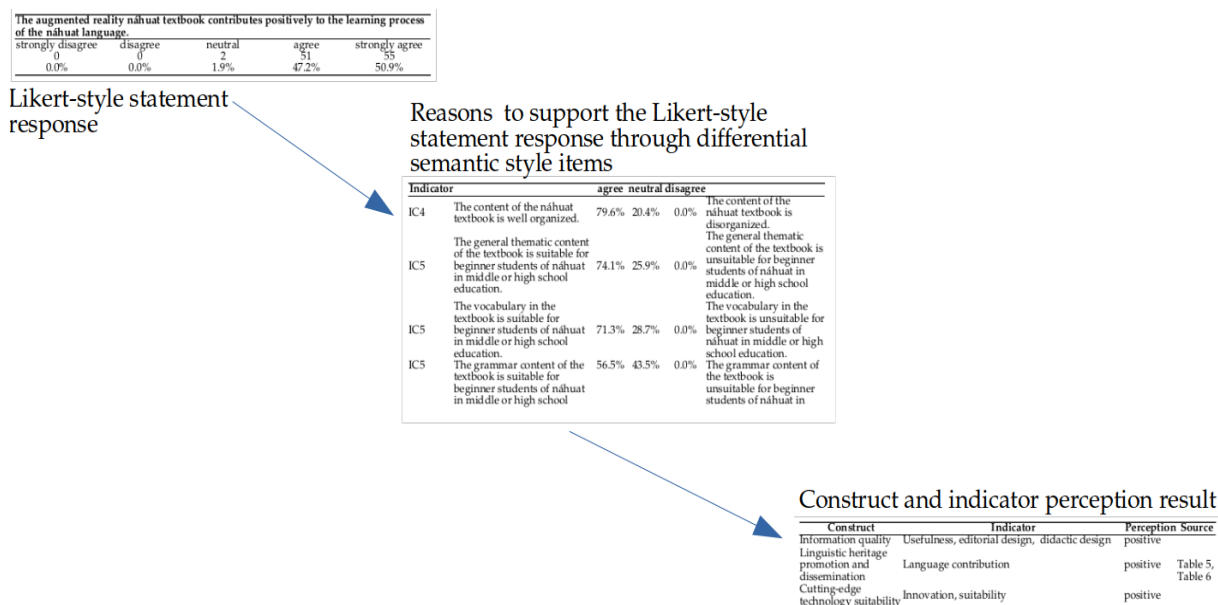 The augmented reality náhuat textbook contributes positively to the learning process
of the náhuat language.
strongly disagree disagree neutral agree strongly agree
0 0 2 51 55
0.0% 0.0% 1.9% 47.2% 50.9%
Likert-style statement
response
Reasons to support the Likert-style
statement response through differential
semantic style items
Indicator agree neutral disagree
IC4 The content of the náhuat textbook is well organized. 79.6% 20.4% 0.0% The content of the náhuat textbook is disorganized.
IC5 The general thematic content of the textbook is suitable for beginner students of náhuat in middle or high school education. 74.1% 25.9% 0.0% The general thematic content of the textbook is unsuitable for beginner students of náhuat in middle or high school education.
IC5 The vocabulary in the textbook is suitable for beginner students of náhuat in middle or high school education. 71.3% 28.7% 0.0% The vocabulary in the textbook is unsuitable for beginner students of náhuat in middle or high school education.
IC5 The grammar content of the textbook is suitable for beginner students of náhuat in middle or high school 56.5% 43.5% 0.0% The grammar content of the textbook is unsuitable for beginner students of náhuat in
Construct and indicator perception result
Construct Indicator Perception Source
Information quality Usefulness, editorial design, didactic design positive
Linguistic heritage promotion and dissemination Language contribution positive Table 5, Table 6
Cutting-edge technology suitability Innovation, suitability positive